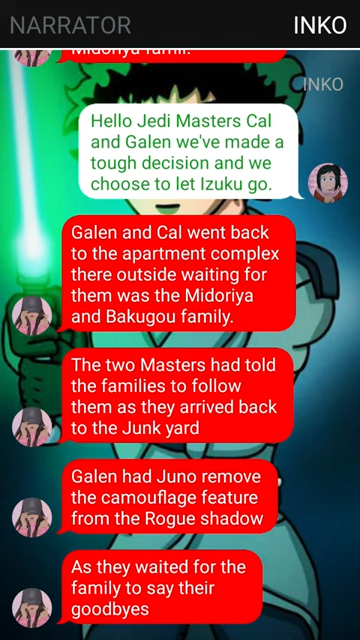 NARRATOR
INKO
Midoriya famil.
INKO
Hello Jedi Masters Cal
and Galen we've made a
tough decision and we
choose to let Izuku go.
Galen and Cal went back
to the apartment complex
there outside waiting for
them was the Midoriya
and Bakugou family.
The two Masters had told
the families to follow
them as they arrived back
to the Junk yard
Galen had Juno remove
the camouflage feature
from the Rogue shadow
As they waited for the
family to say their
goodbyes